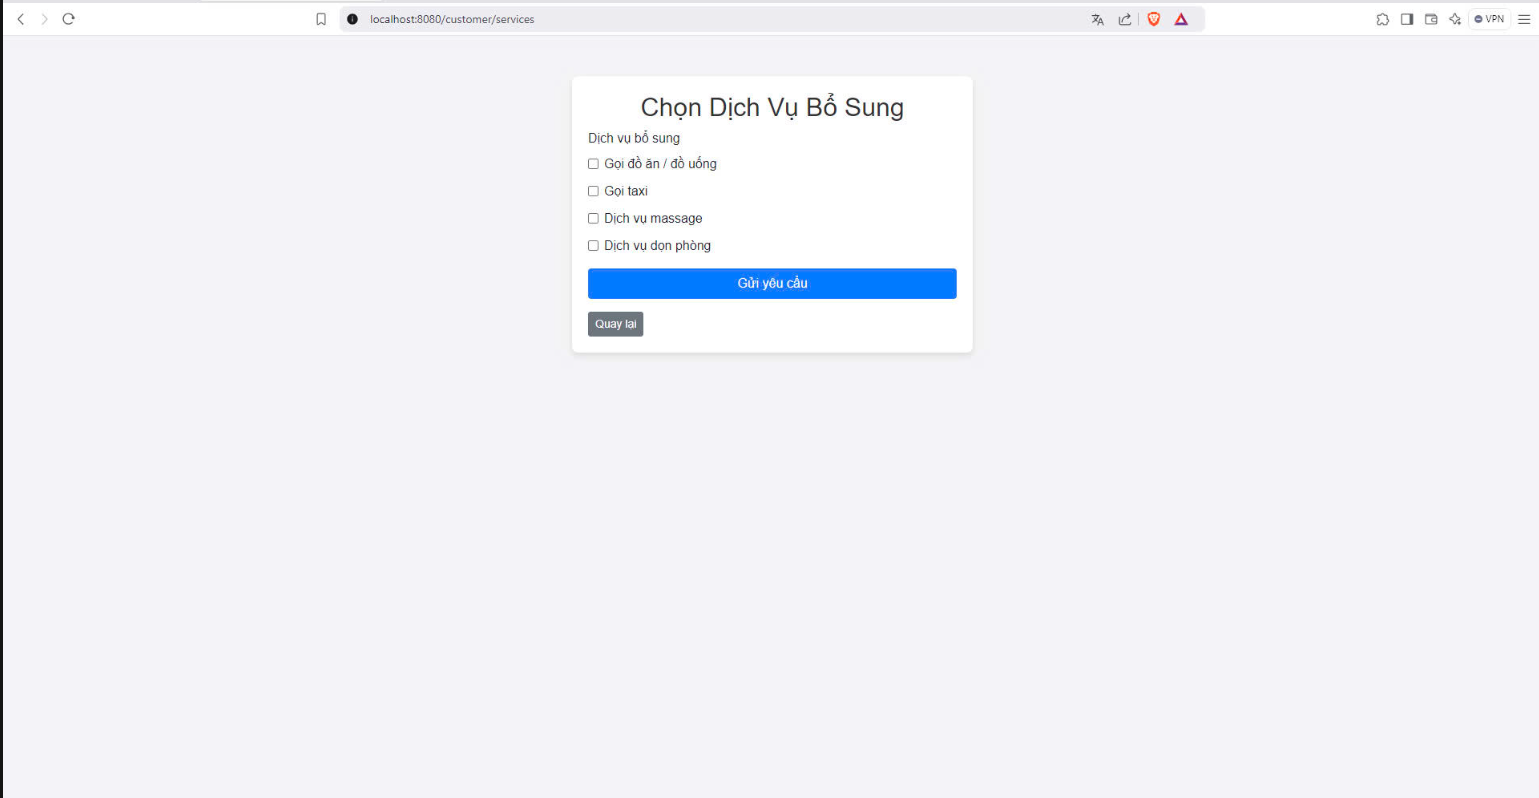 localhost:8080/customer/services
VPN
Chọn Dịch Vụ Bổ Sung
Dịch vụ bổ sung
Gọi đồ ăn / đồ uống
Gọi taxi
Dịch vụ massage
Dịch vụ dọn phòng
Gửi yêu cầu
Quay lại